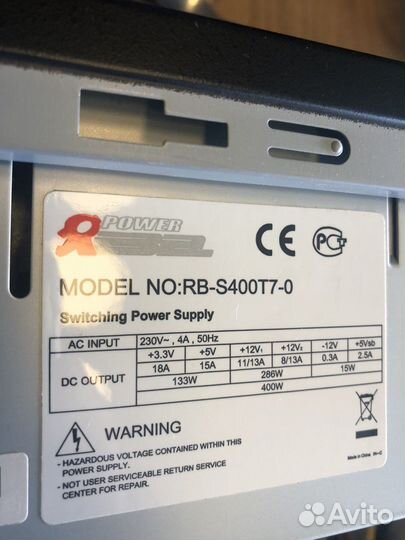 POWER
MODEL NO:RB-S400T7-0
Switching Power Supply
AC INPUT 230V~ , 4A , 50Hz
DC OUTPUT +3.3V +5V +12V1 +12V2 -12V +5Vsb
18A 15A 11/13A 8/13A 0.3A 2.5A
133W 286W 15W
400W
WARNING
- HAZARDOUS VOLTAGE CONTAINED WITHIN THIS
POWER SUPPLY.
- NOT USER SERVICEABLE RETURN SERVICE
CENTER FOR REPAIR.
Made in China
CE
РСТ
Avito